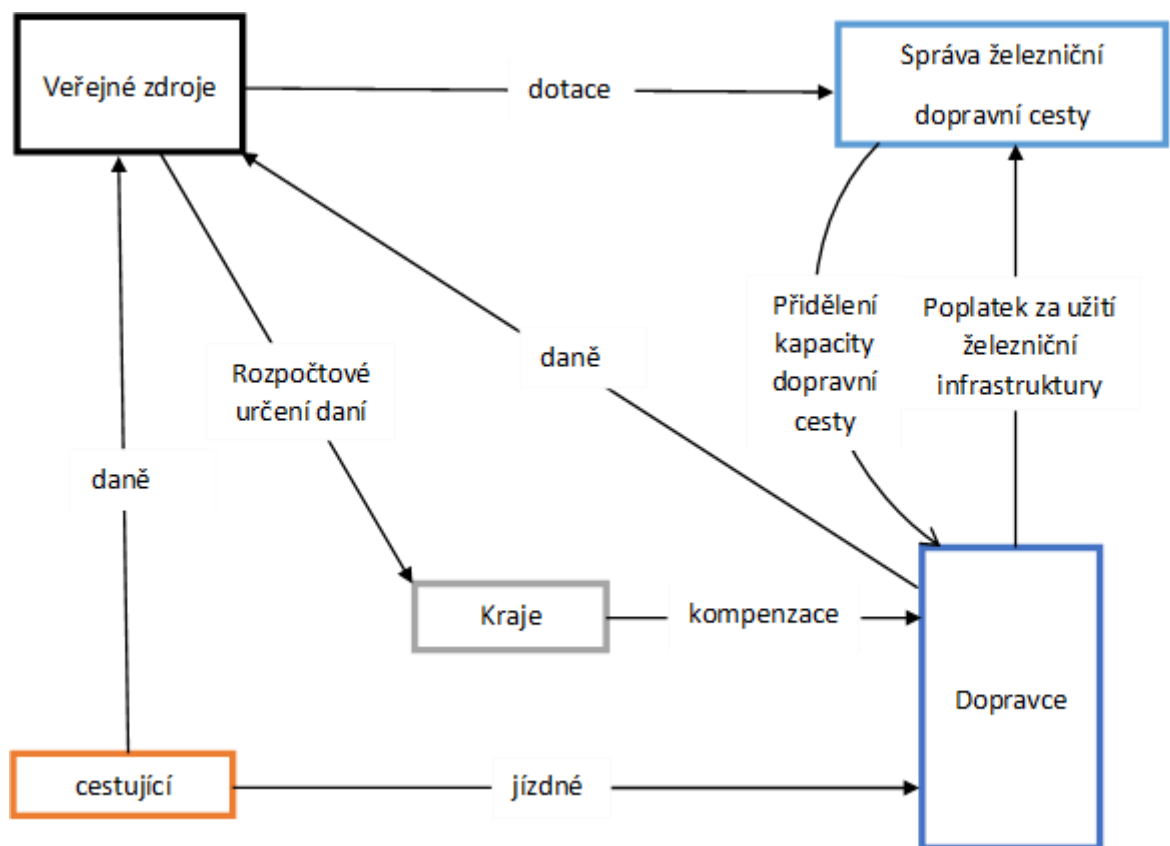 Veřejné zdroje
dotace
Správa železniční
dopravní cesty
Přidělení
kapacity
dopravní
cesty
Poplatek za užití
železniční
infrastruktury
daně
Rozpočtové
určení daní
daně
Kraje
kompenzace
Dopravce
cestující
jízdné